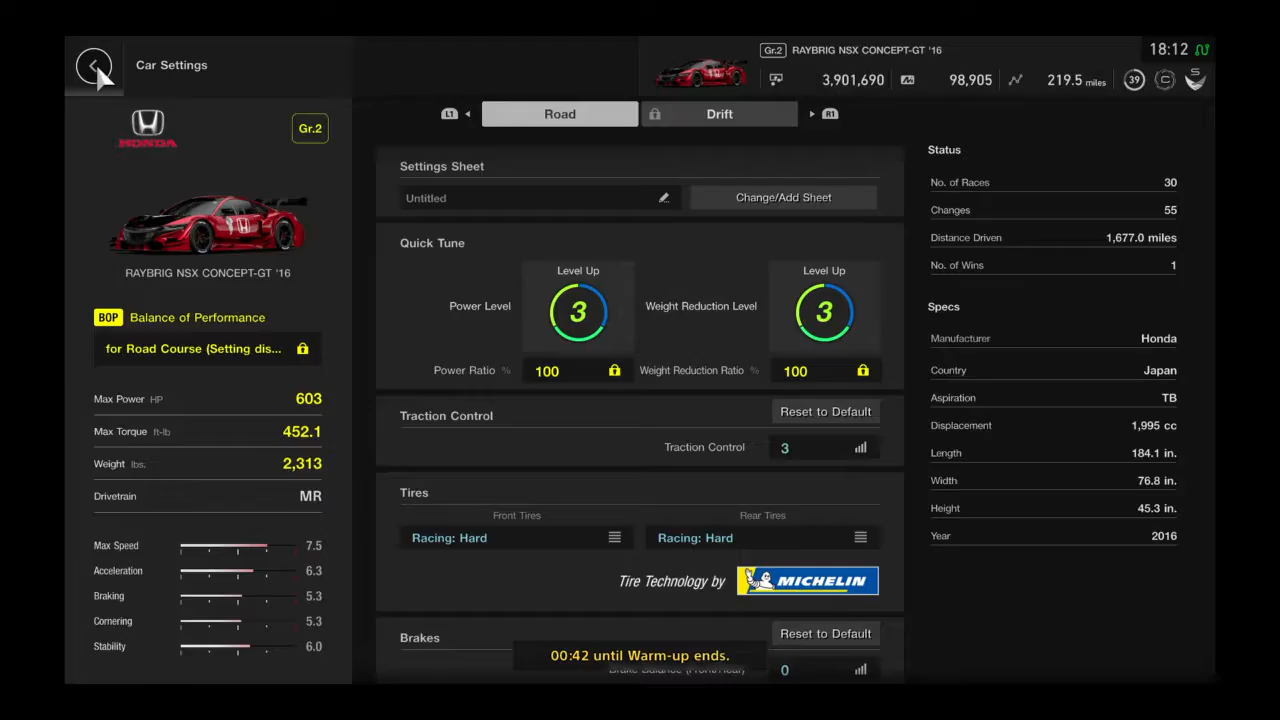 Car Settings
Gr.2 RAYBRIG NSX CONCEPT-GT '16
18:12
3,901,690 98,905 219.5 miles 39 C S
L1 Road Drift R1
HONDA
Gr.2
RAYBRIG NSX CONCEPT-GT '16
BOP Balance of Performance
for Road Course (Setting dis...
Max Power HP 603
Max Torque ft-lb 452.1
Weight lbs. 2,313
Drivetrain MR
Max Speed 7.5
Acceleration 6.3
Braking 5.3
Cornering 5.3
Stability 6.0
Settings Sheet
Untitled Change/Add Sheet
Quick Tune
Level Up Level Up
Power Level 3 Weight Reduction Level 3
Power Ratio % 100 Weight Reduction Ratio % 100
Traction Control Reset to Default
Traction Control 3
Tires
Front Tires Rear Tires
Racing: Hard Racing: Hard
Tire Technology by MICHELIN
Brakes Reset to Default
00:42 until Warm-up ends.
0
Status
No. of Races 30
Changes 55
Distance Driven 1,677.0 miles
No. of Wins 1
Specs
Manufacturer Honda
Country Japan
Aspiration TB
Displacement 1,995 cc
Length 184.1 in.
Width 76.8 in.
Height 45.3 in.
Year 2016